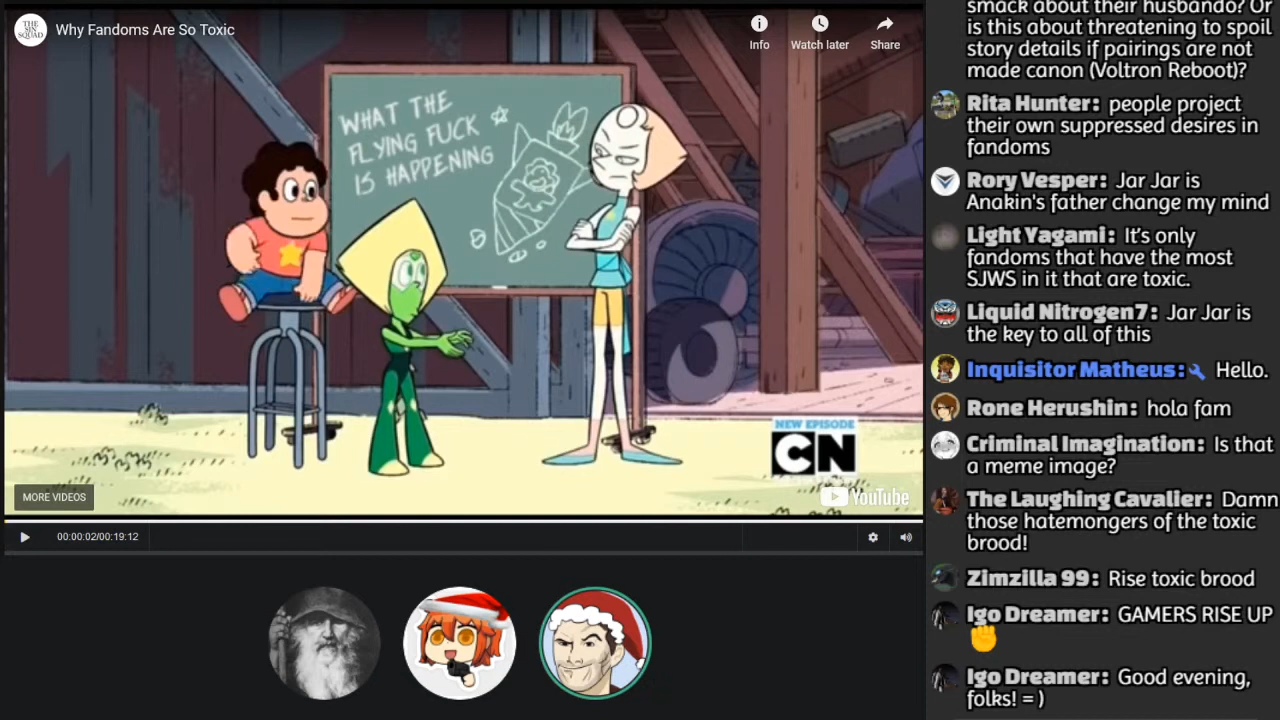 THE
SIN
SQUAD
Why Fandoms Are So Toxic
Info
Watch later
Share
WHAT THE
FLYING FUCK
IS HAPPENING
NEW EPISODE
CN
MORE VIDEOS
YouTube
00:00:02/00:19:12
smack about their husbando? Or
is this about threatening to spoil
story details if pairings are not
made canon (Voltron Reboot)?
Rita Hunter: people project
their own suppressed desires in
fandoms
Rory Vesper: Jar Jar is
Anakin's father change my mind
Light Yagami: It's only
fandoms that have the most
SJWS in it that are toxic.
Liquid Nitrogen7: Jar Jar is
the key to all of this
Inquisitor Matheus: Hello.
Rone Herushin: hola fam
Criminal Imagination: Is that
a meme image?
The Laughing Cavalier: Damn
those hatemongers of the toxic
brood!
Zimzilla 99: Rise toxic brood
Igo Dreamer: GAMERS RISE UP
✊
Igo Dreamer: Good evening,
folks! = )